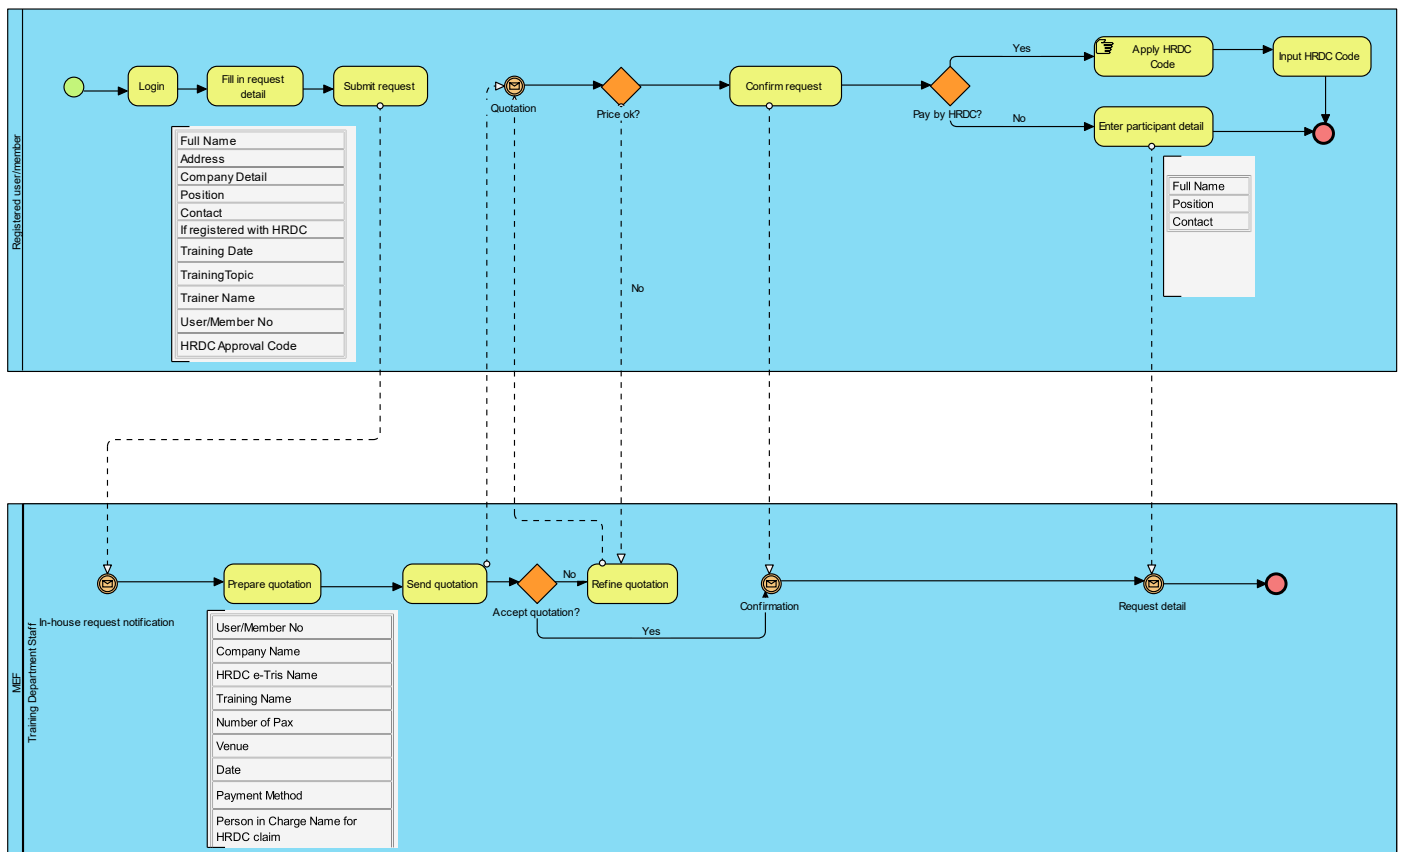 Registered user/member
Login
Fill in request
detail
Submit request
Full Name
Address
Company Detail
Position
Contact
If registered with HRDC
Training Date
TrainingTopic
Trainer Name
User/Member No
HRDC Approval Code
Quotation
Price ok?
No
Confirm request
Pay by HRDC?
Yes
No
Apply HRDC
Code
Input HRDC Code
Enter participant detail
Full Name
Position
Contact
MEF
Training Department Staff
In-house request notification
Prepare quotation
User/Member No
Company Name
HRDC e-Tris Name
Training Name
Number of Pax
Venue
Date
Payment Method
Person in Charge Name for
HRDC claim
Send quotation
Accept quotation?
No
Yes
Refine quotation
Confirmation
Request detail